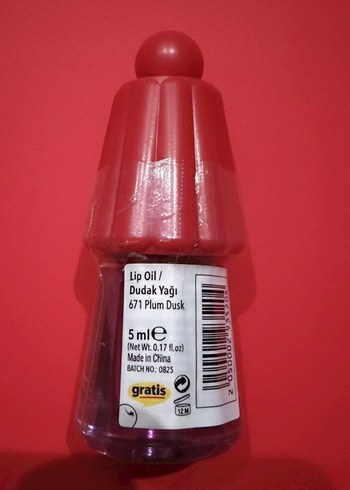 Lip Oil /
Dudak Yağı
671 Plum Dusk
5 ml e
(Net Wt. 0.17 fl.oz)
Made in China
BATCH NO.: 0825
gratis
12 M